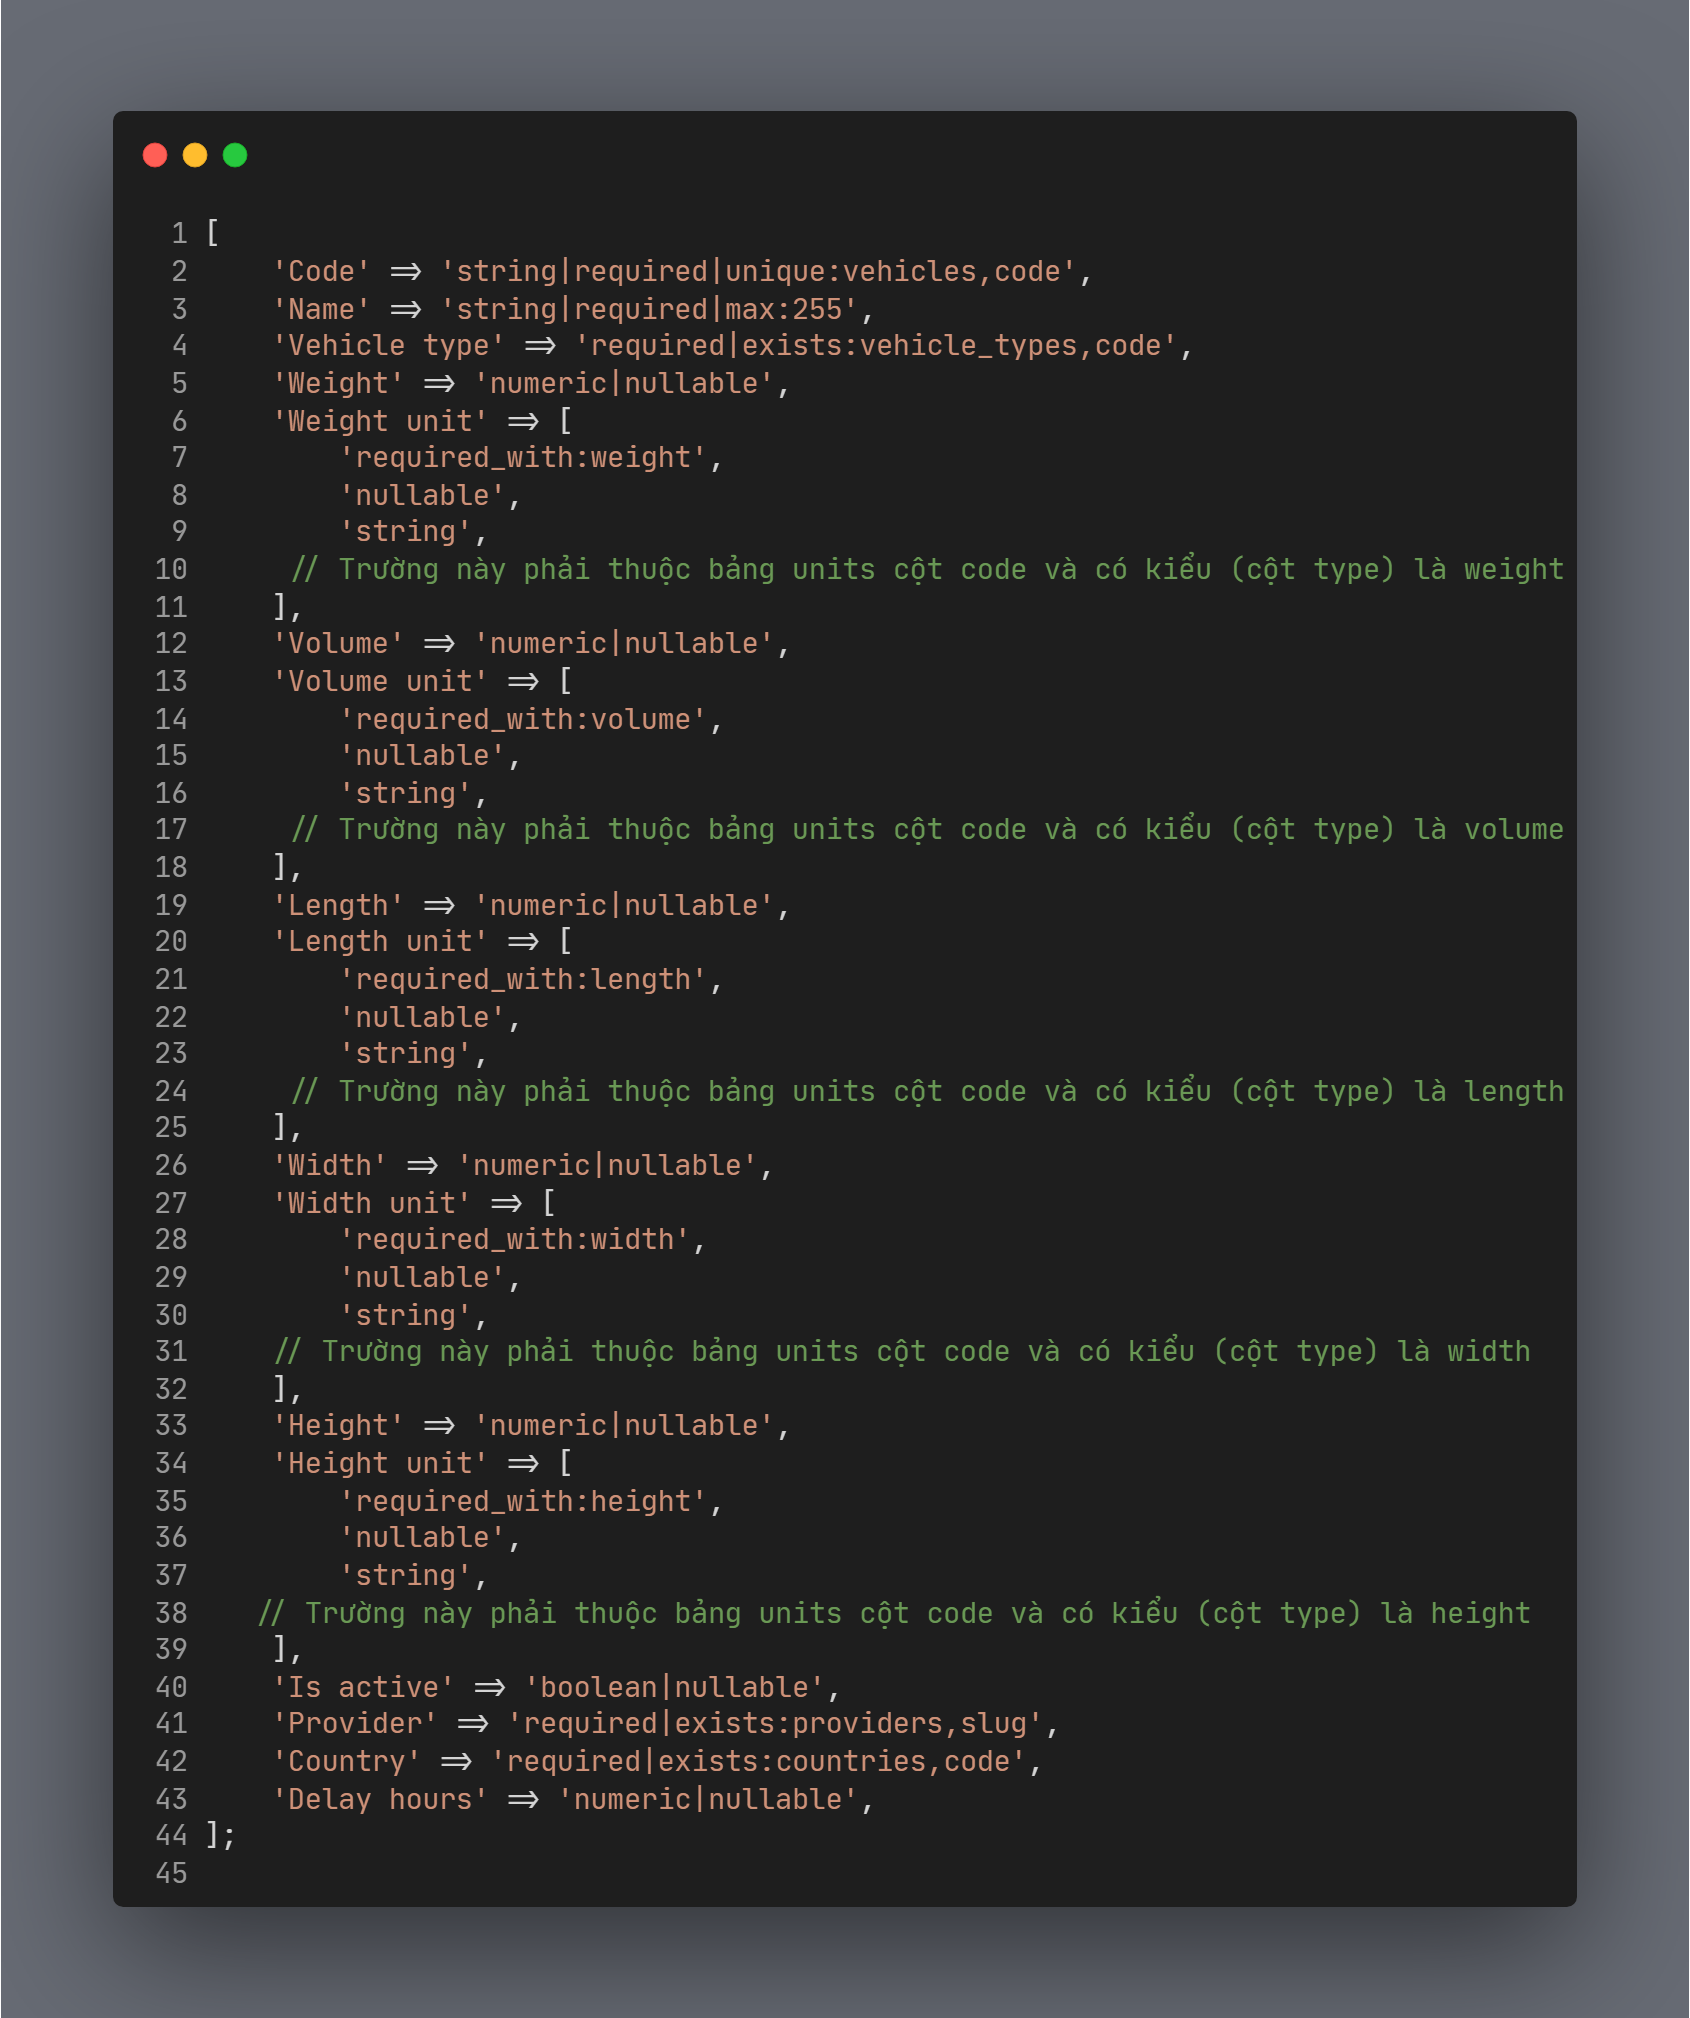 1 [
2     'Code' => 'string|required|unique:vehicles,code',
3     'Name' => 'string|required|max:255',
4     'Vehicle type' => 'required|exists:vehicle_types,code',
5     'Weight' => 'numeric|nullable',
6     'Weight unit' => [
7         'required_with:weight',
8         'nullable',
9         'string',
10      // Trường này phải thuộc bảng units cột code và có kiểu (cột type) là weight
11     ],
12     'Volume' => 'numeric|nullable',
13     'Volume unit' => [
14         'required_with:volume',
15         'nullable',
16         'string',
17      // Trường này phải thuộc bảng units cột code và có kiểu (cột type) là volume
18     ],
19     'Length' => 'numeric|nullable',
20     'Length unit' => [
21         'required_with:length',
22         'nullable',
23         'string',
24      // Trường này phải thuộc bảng units cột code và có kiểu (cột type) là length
25     ],
26     'Width' => 'numeric|nullable',
27     'Width unit' => [
28         'required_with:width',
29         'nullable',
30         'string',
31     // Trường này phải thuộc bảng units cột code và có kiểu (cột type) là width
32     ],
33     'Height' => 'numeric|nullable',
34     'Height unit' => [
35         'required_with:height',
36         'nullable',
37         'string',
38    // Trường này phải thuộc bảng units cột code và có kiểu (cột type) là height
39     ],
40     'Is active' => 'boolean|nullable',
41     'Provider' => 'required|exists:providers,slug',
42     'Country' => 'required|exists:countries,code',
43     'Delay hours' => 'numeric|nullable',
44 ];
45